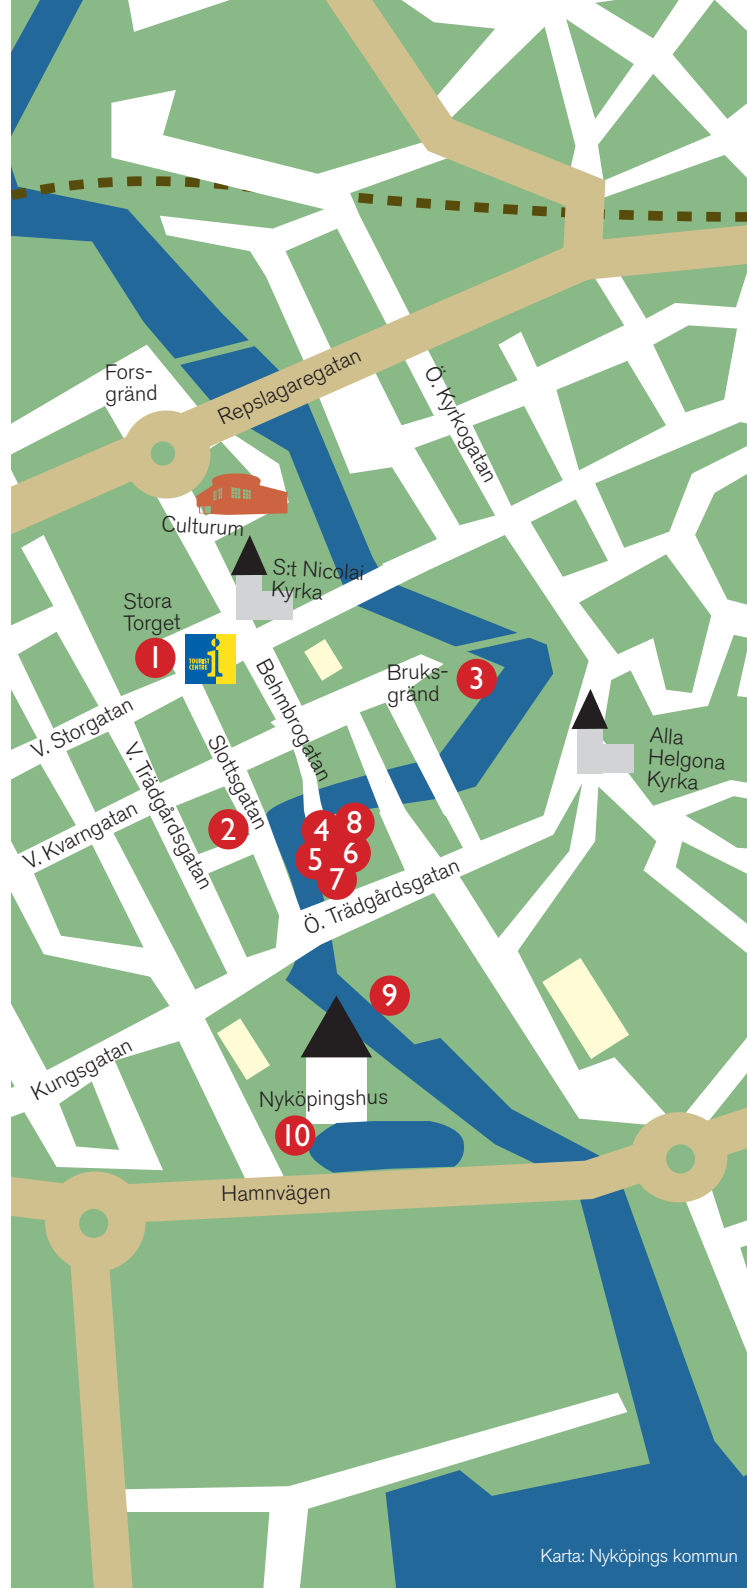 Fors-
gränd
Repslagaregatan
Ö. Kyrkogatan
Culturum
S:t Nicolai
Kyrka
Stora
Torget
1
TOURIST
CENTRE
i
Behmbrogatan
Bruks-
gränd
3
V. Storgatan
V. Trädgårdsgatan
Slottsgatan
Alla
Helgona
Kyrka
V. Kvarngatan
2
4
8
5
6
7
Ö. Trädgårdsgatan
9
Kungsgatan
Nyköpingshus
10
Hamnvägen
Karta: Nyköpings kommun